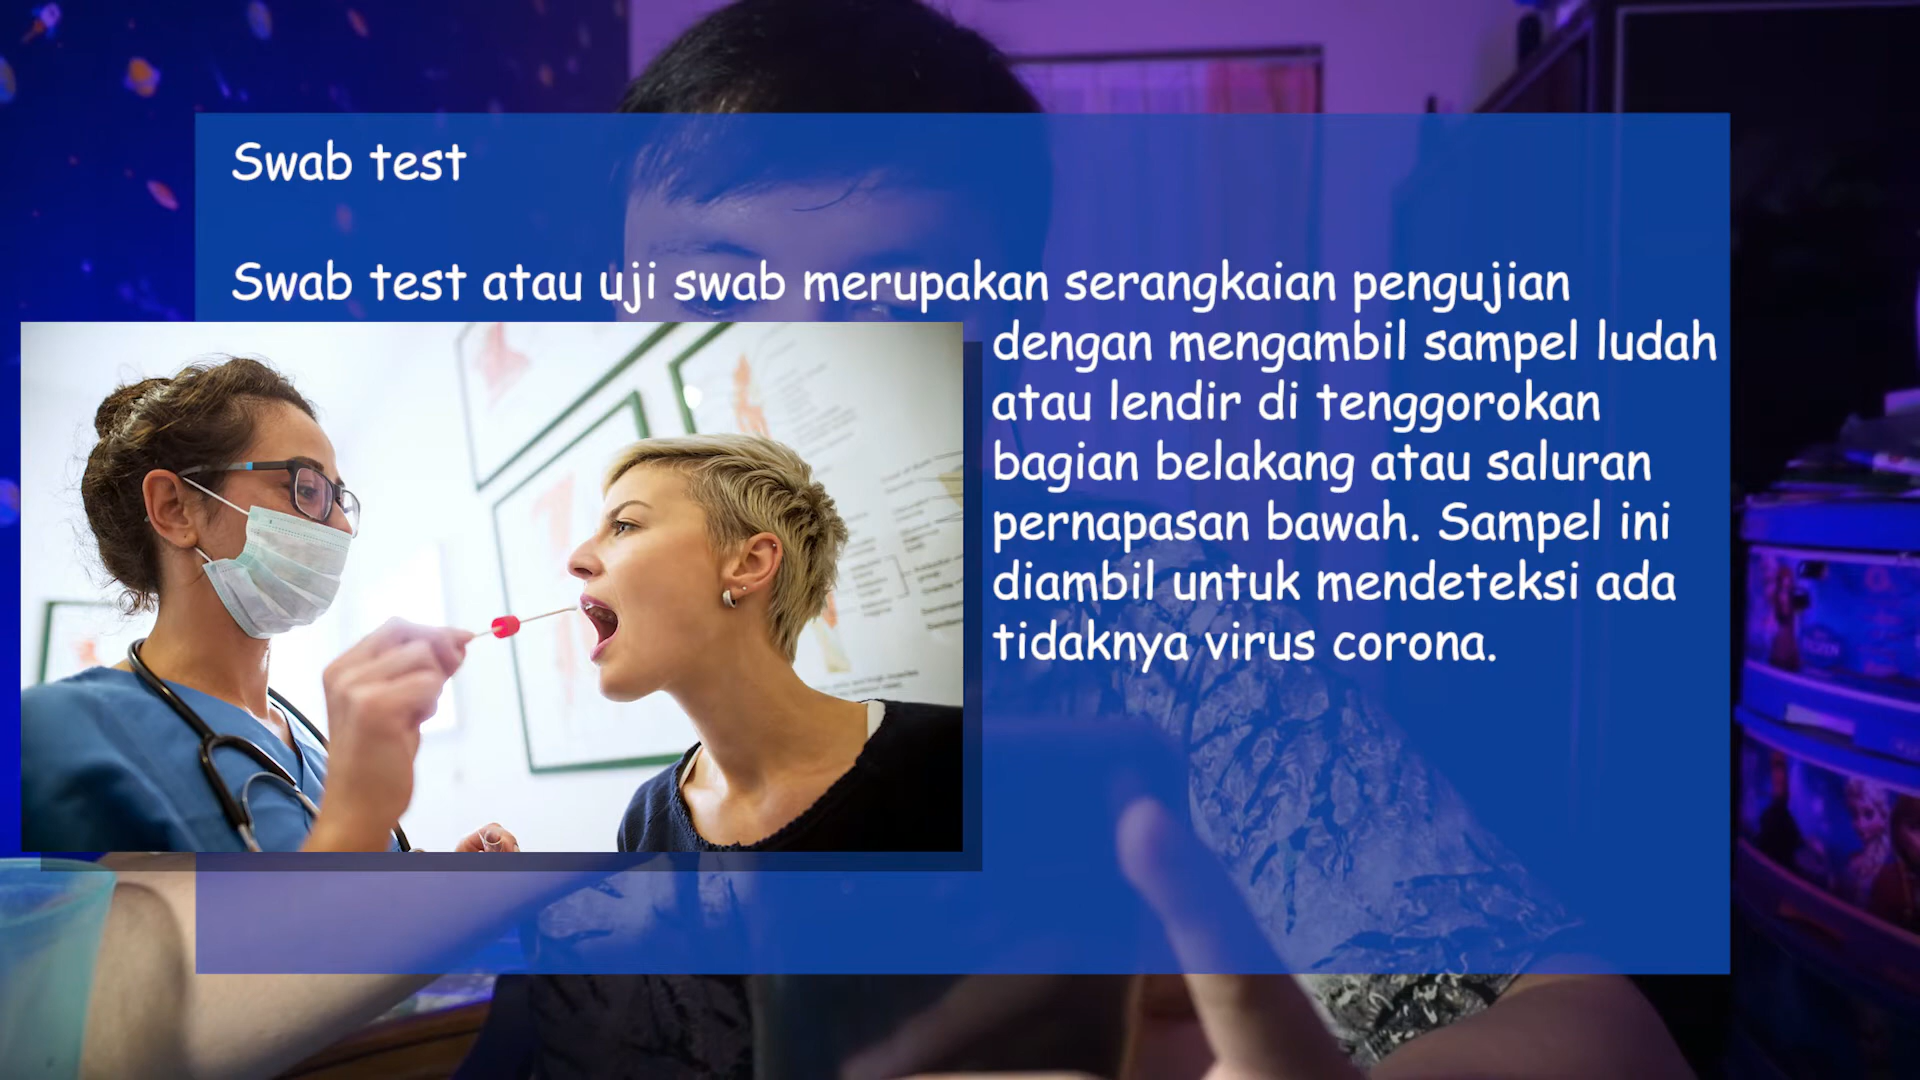 Swab test
Swab test atau uji swab merupakan serangkaian pengujian
dengan mengambil sampel ludah
atau lendir di tenggorokan
bagian belakang atau saluran
pernapasan bawah. Sampel ini
diambil untuk mendeteksi ada
tidaknya virus corona.